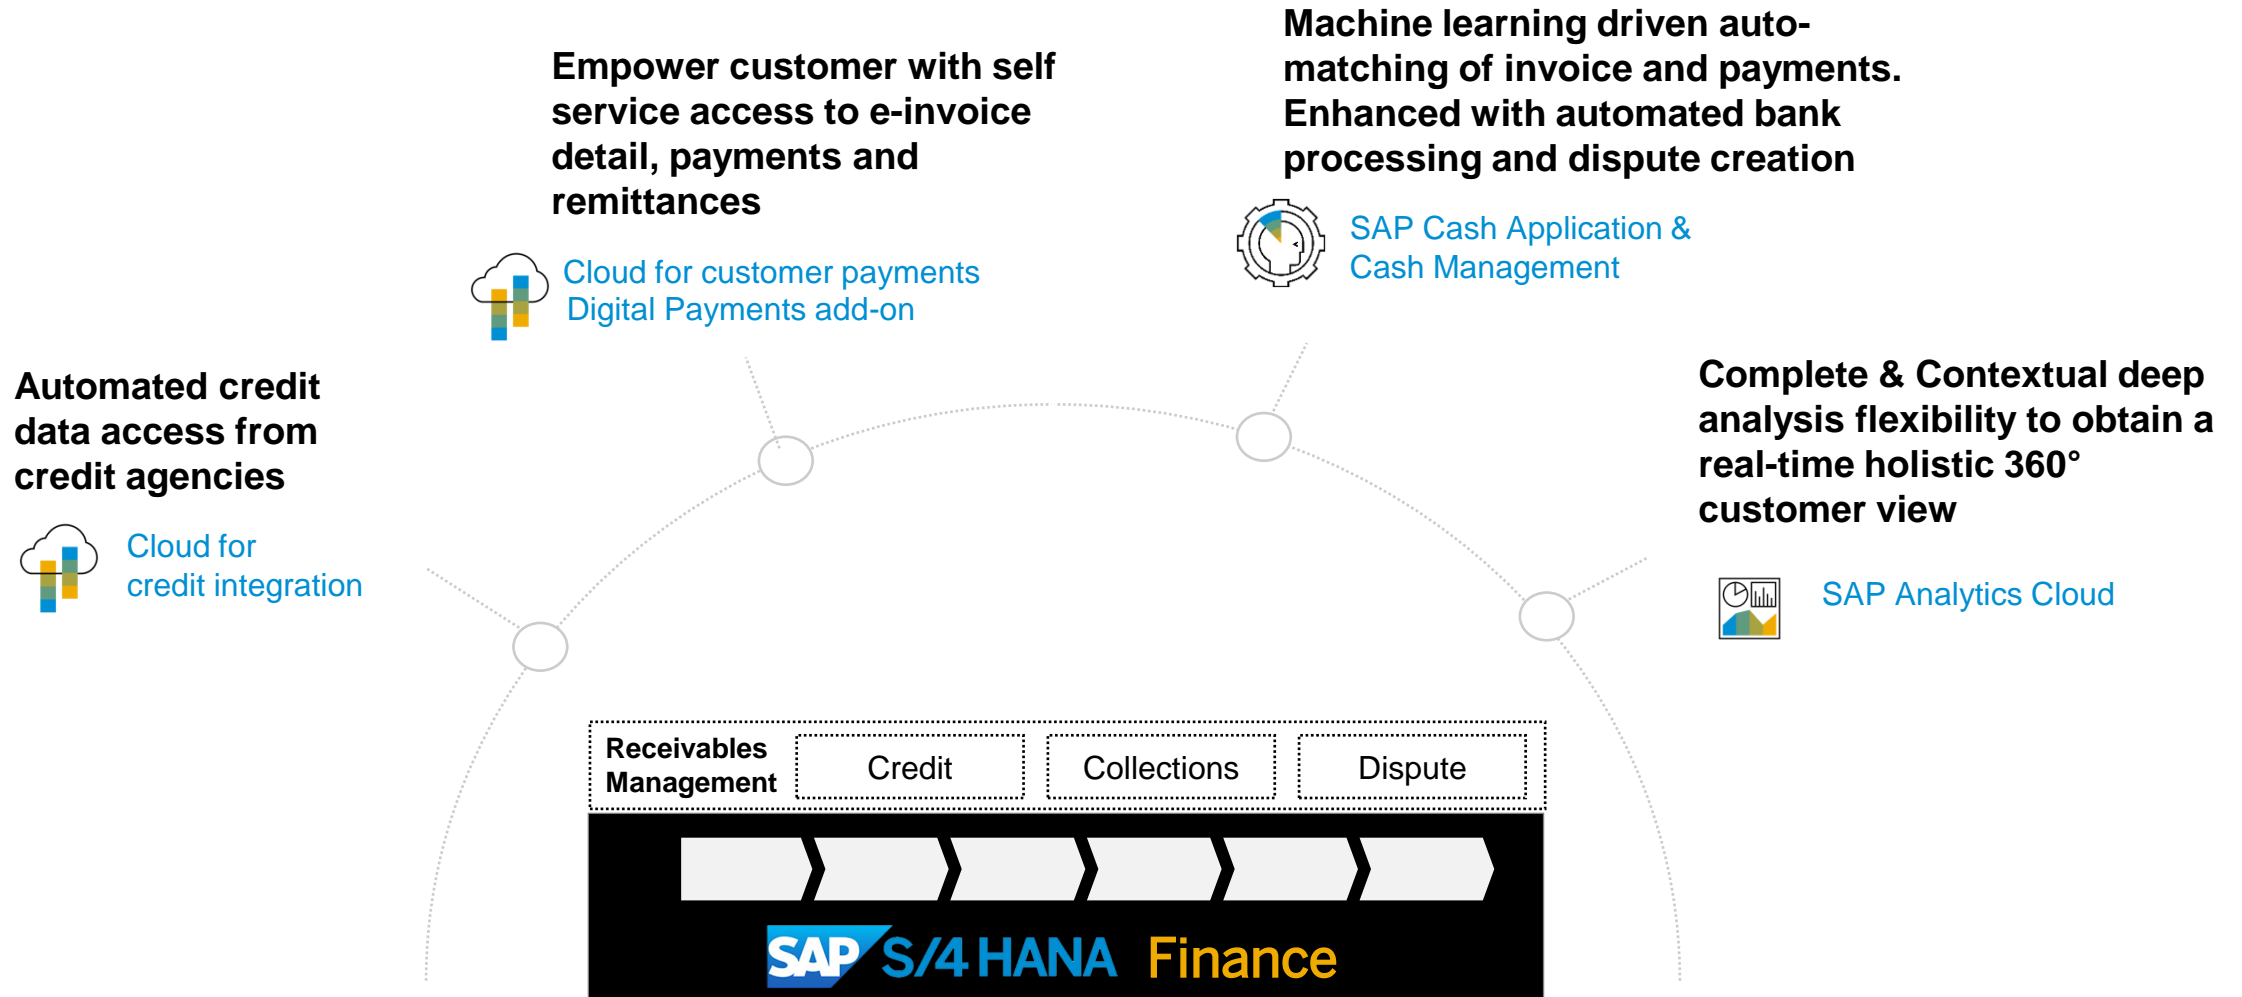 Machine learning driven auto-
matching of invoice and payments.
Enhanced with automated bank
processing and dispute creation
SAP Cash Application &
Cash Management
Empower customer with self
service access to e-invoice
detail, payments and
remittances
Cloud for customer payments
Digital Payments add-on
Automated credit
data access from
credit agencies
Cloud for
credit integration
Complete & Contextual deep
analysis flexibility to obtain a
real-time holistic 360°
customer view
SAP Analytics Cloud
Receivables
Management
Credit
Collections
Dispute
SAP S/4HANA Finance